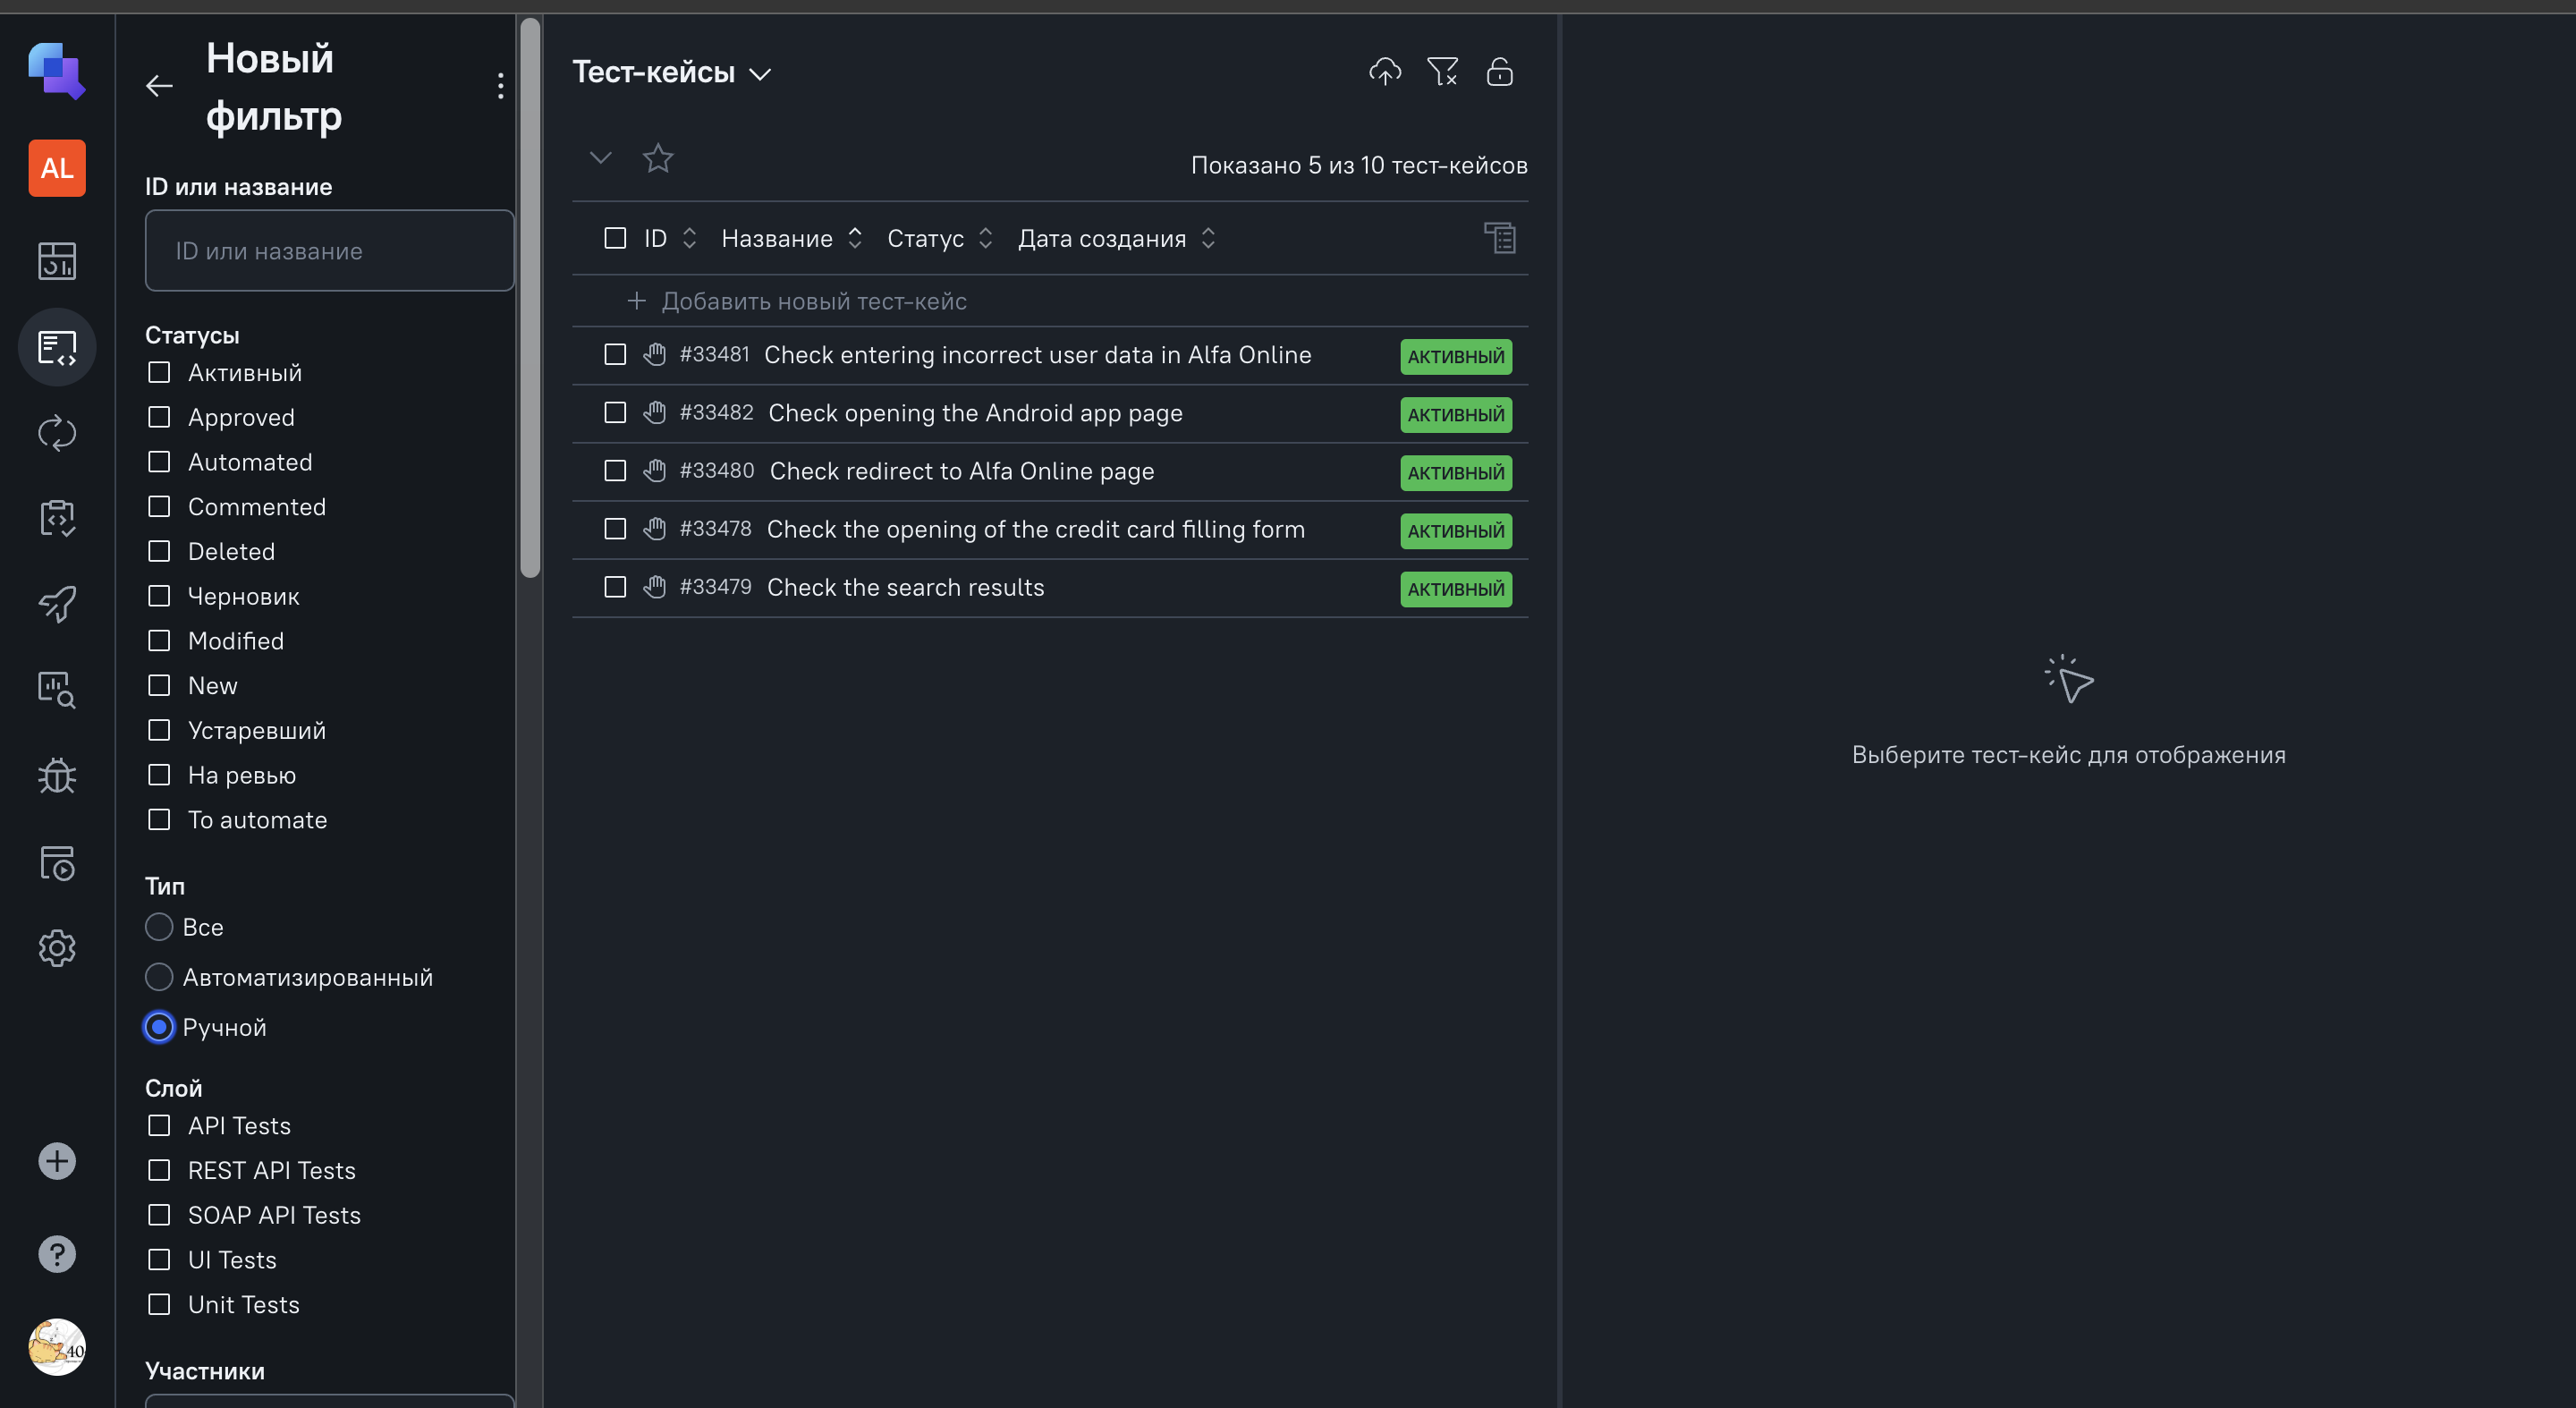 Новый
фильтр
AL
ID или название
ID или название
Статусы
Активный
Approved
Automated
Commented
Deleted
Черновик
Modified
New
Устаревший
На ревью
To automate
Тип
Все
Автоматизированный
Ручной
Слой
API Tests
REST API Tests
SOAP API Tests
UI Tests
Unit Tests
Участники
40
Тест-кейсы
Показано 5 из 10 тест-кейсов
ID Название Статус Дата создания
Добавить новый тест-кейс
#33481 Check entering incorrect user data in Alfa Online АКТИВНЫЙ
#33482 Check opening the Android app page АКТИВНЫЙ
#33480 Check redirect to Alfa Online page АКТИВНЫЙ
#33478 Check the opening of the credit card filling form АКТИВНЫЙ
#33479 Check the search results АКТИВНЫЙ
Выберите тест-кейс для отображения